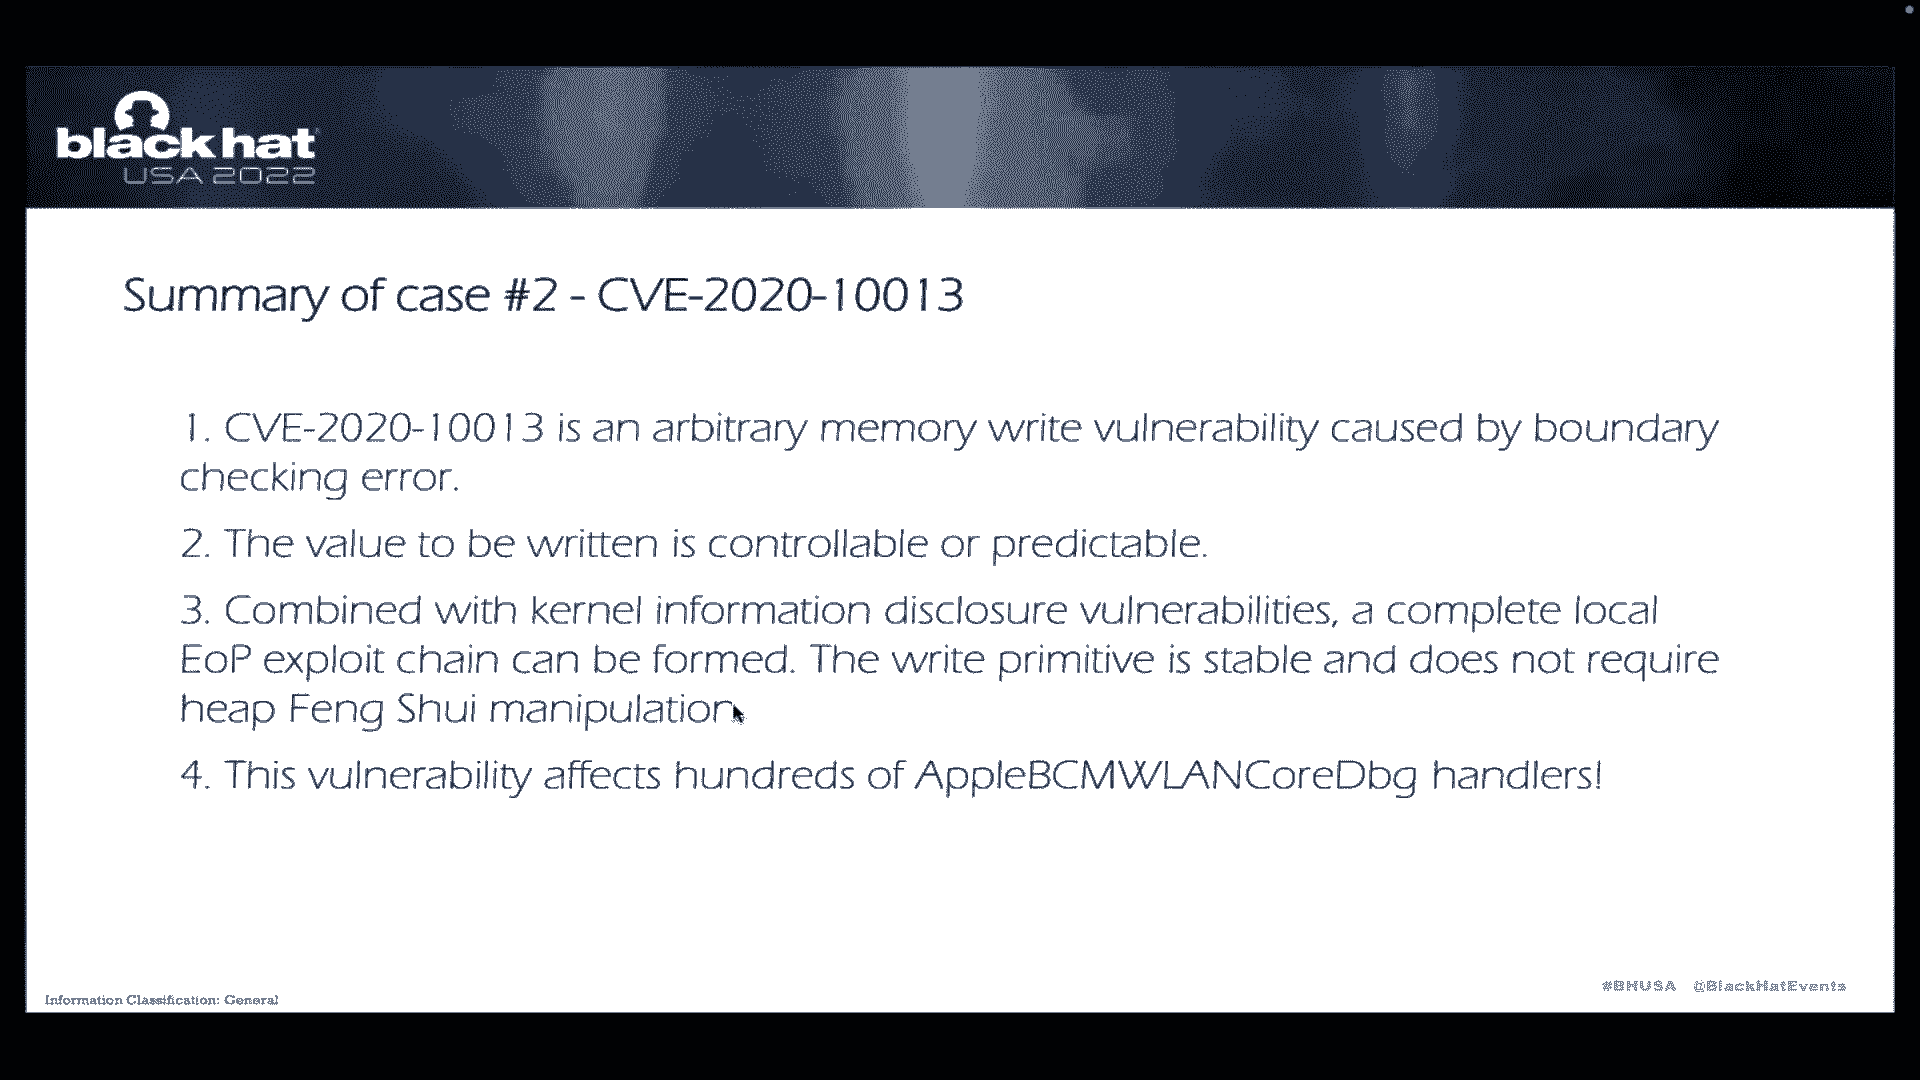 black hat
USA 2022
Summary of case #2 - CVE-2020-10013
1. CVE-2020-10013 is an arbitrary memory write vulnerability caused by boundary
checking error.
2. The value to be written is controllable or predictable.
3. Combined with kernel information disclosure vulnerabilities, a complete local
EoP exploit chain can be formed. The write primitive is stable and does not require
heap Feng Shui manipulation.
4. This vulnerability affects hundreds of AppleBCMWLANCoreDbg handlers!
#BHUSA @BlackHatEvents
Information Classification: General